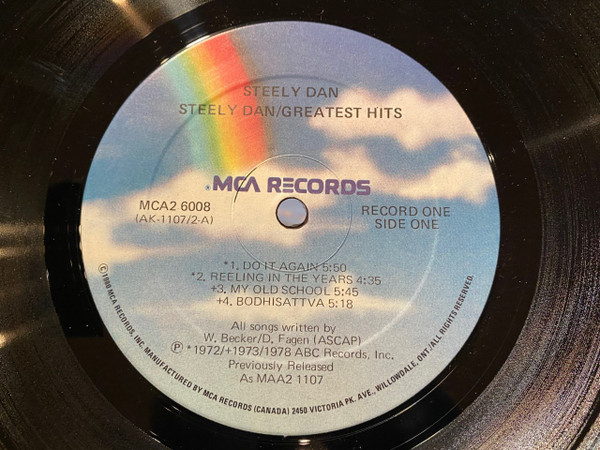 STEELY DAN
STEELY DAN/GREATEST HITS
MCA RECORDS
MCA2 6008
(AK-1107/2-A)
RECORD ONE
SIDE ONE
*1. DO IT AGAIN 5:50
*2. REELING IN THE YEARS 4:35
+3. MY OLD SCHOOL 5:45
+4. BODHISATTVA 5:18
All songs written by
W. Becker/D. Fagen (ASCAP)
Ⓟ *1972/+1973/1978 ABC Records, Inc.
Previously Released
As MAA2 1107
©1980 MCA RECORDS, INC. MANUFACTURED BY MCA RECORDS (CANADA) 2450 VICTORIA PK. AVE., WILLOWDALE, ONT./ALL RIGHTS RESERVED.